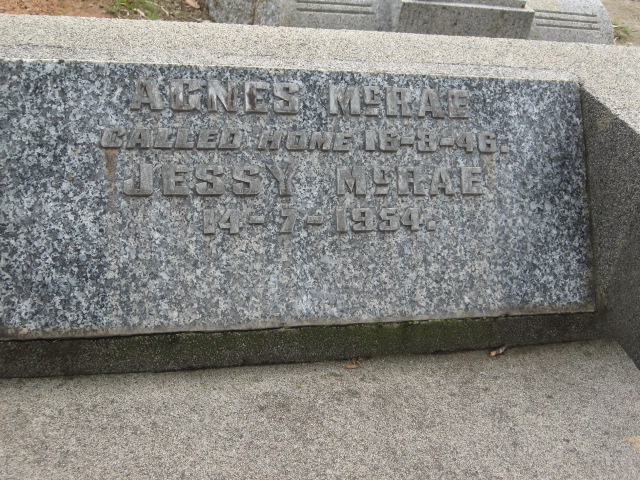 AGNES McRAE
CALLED HOME 16-8-46.
JESSY McRAE
14-7-1954.